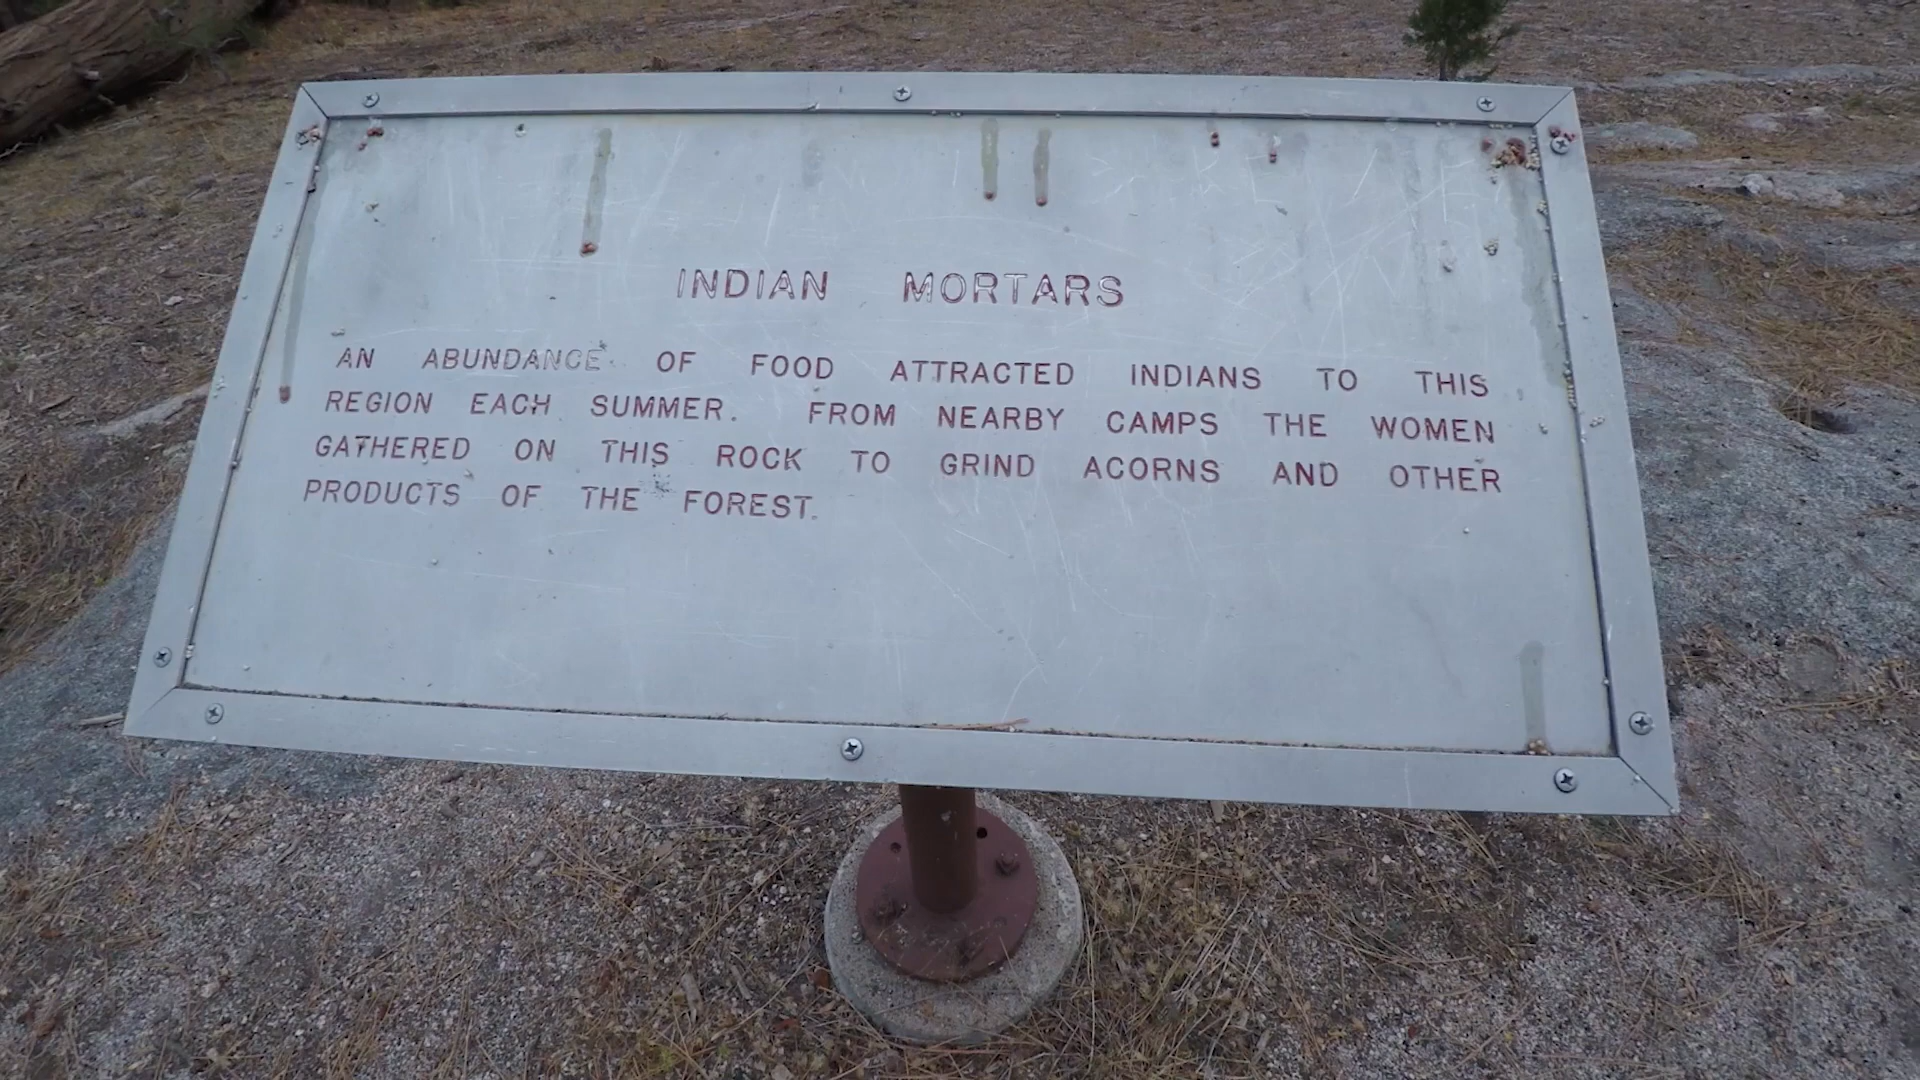 INDIAN MORTARS
AN ABUNDANCE OF FOOD ATTRACTED INDIANS TO THIS
REGION EACH SUMMER. FROM NEARBY CAMPS THE WOMEN
GATHERED ON THIS ROCK TO GRIND ACORNS AND OTHER
PRODUCTS OF THE FOREST.